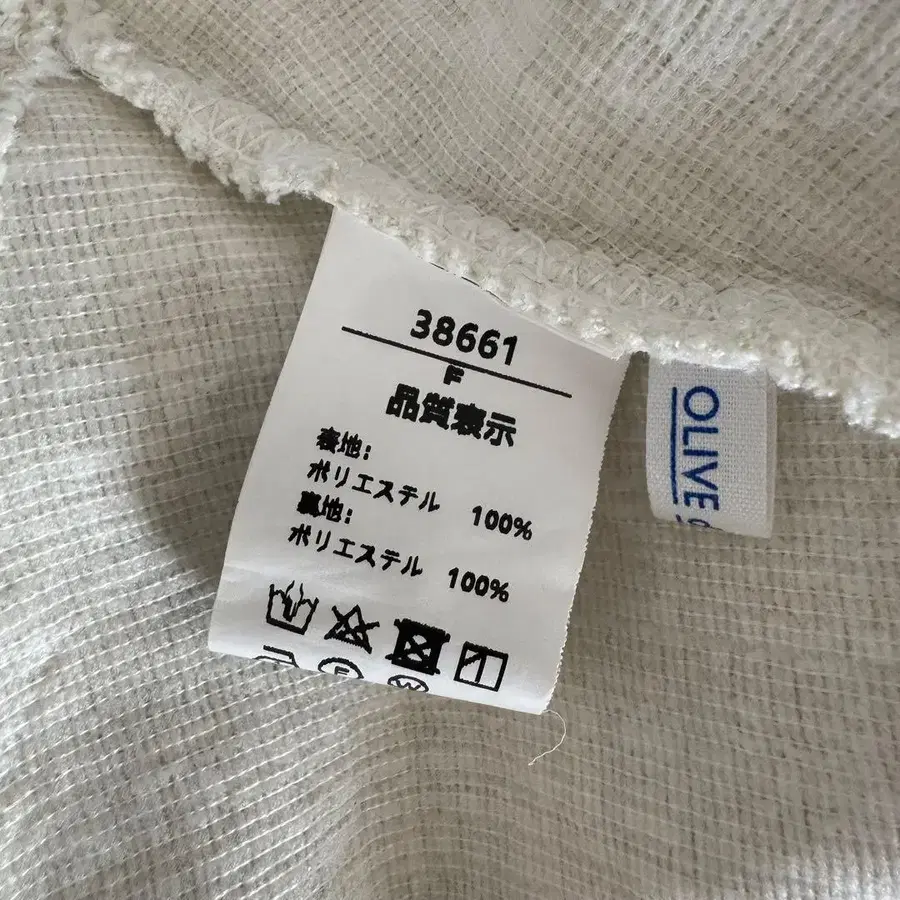 38661
F
品質表示
表地:
ポリエステル 100%
裏地:
ポリエステル 100%
F
W
OLIVE